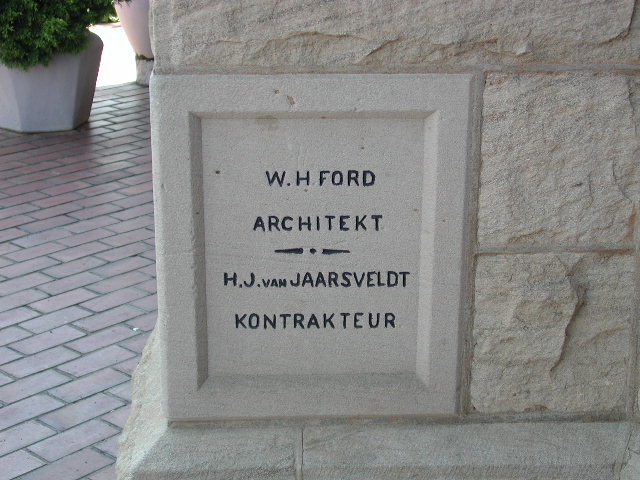 W. H FORD
ARCHITEKT
H. J. VAN JAARSVELDT
KONTRAKTEUR